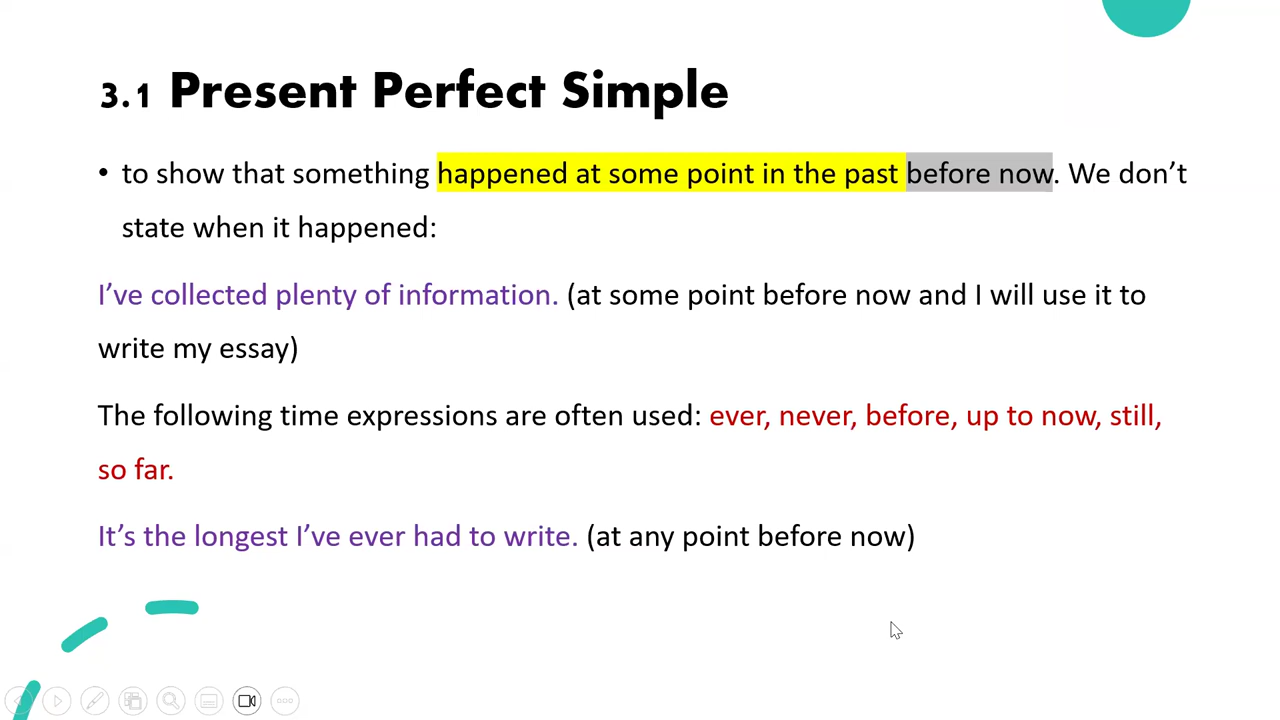 3.1 Present Perfect Simple
• to show that something happened at some point in the past before now. We don’t
state when it happened:
I’ve collected plenty of information. (at some point before now and I will use it to
write my essay)
The following time expressions are often used: ever, never, before, up to now, still,
so far.
It’s the longest I’ve ever had to write. (at any point before now)